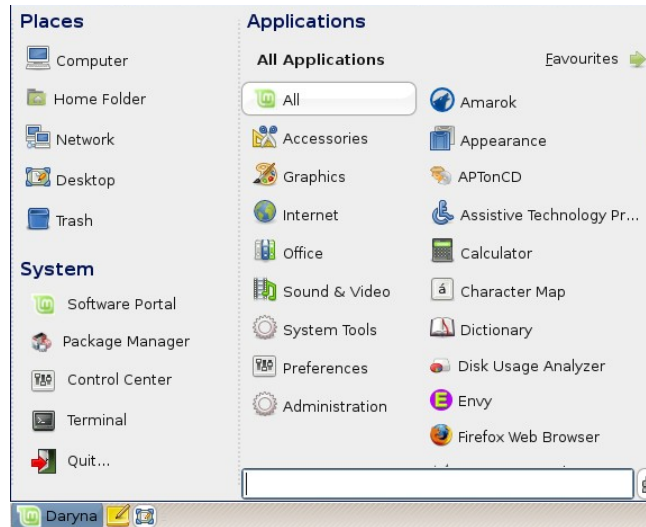 Places
Computer
Home Folder
Network
Desktop
Trash
System
Software Portal
Package Manager
Control Center
Terminal
Quit...
Applications
All Applications
Favourites
All
Accessories
Graphics
Internet
Office
Sound & Video
System Tools
Preferences
Administration
Amarok
Appearance
APTonCD
Assistive Technology Pr...
Calculator
á Character Map
Dictionary
Disk Usage Analyzer
E Envy
Firefox Web Browser
Daryna